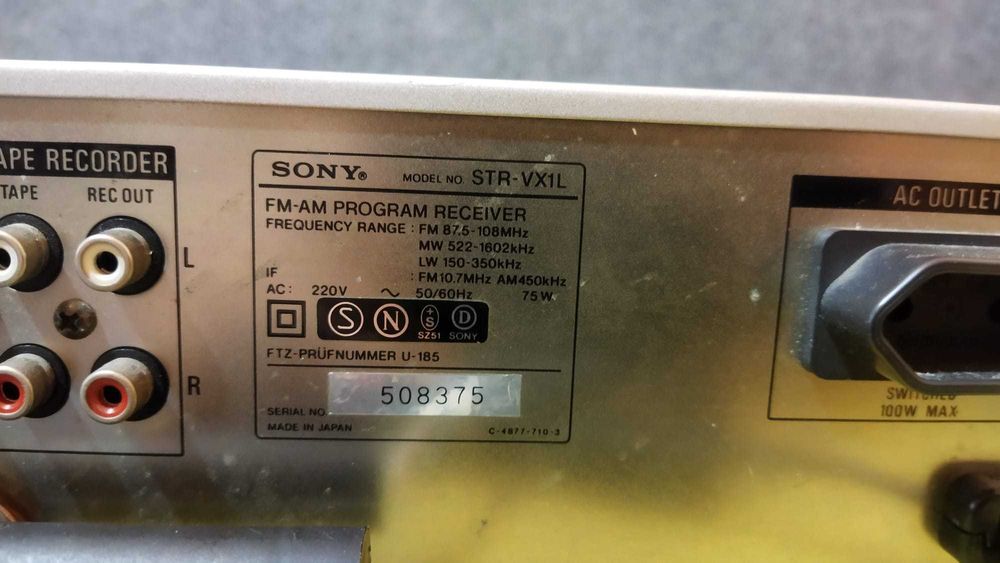 APE RECORDER
TAPE REC OUT
L
R
SONY® MODEL NO. STR-VX1L
FM-AM PROGRAM RECEIVER
FREQUENCY RANGE : FM 87.5-108MHz
MW 522-1602kHz
LW 150-350kHz
IF : FM10.7MHz AM450kHz
AC: 220V ~ 50/60Hz 75W
S N +S D
SZ51 SONY
FTZ-PRÜFNUMMER U-185
508375
SERIAL NO.
MADE IN JAPAN C-4877-710-3
AC OUTLET
SWITCHED
100W MAX